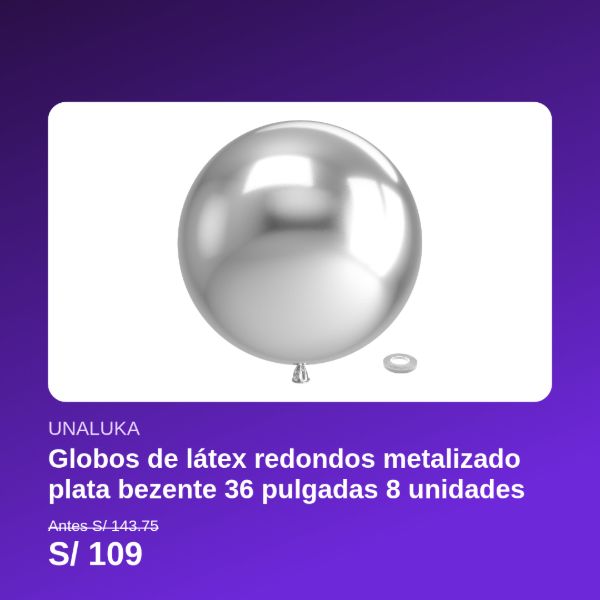 UNALUKA
Globos de látex redondos metalizado
plata bezente 36 pulgadas 8 unidades
Antes S/ 143.75
S/ 109